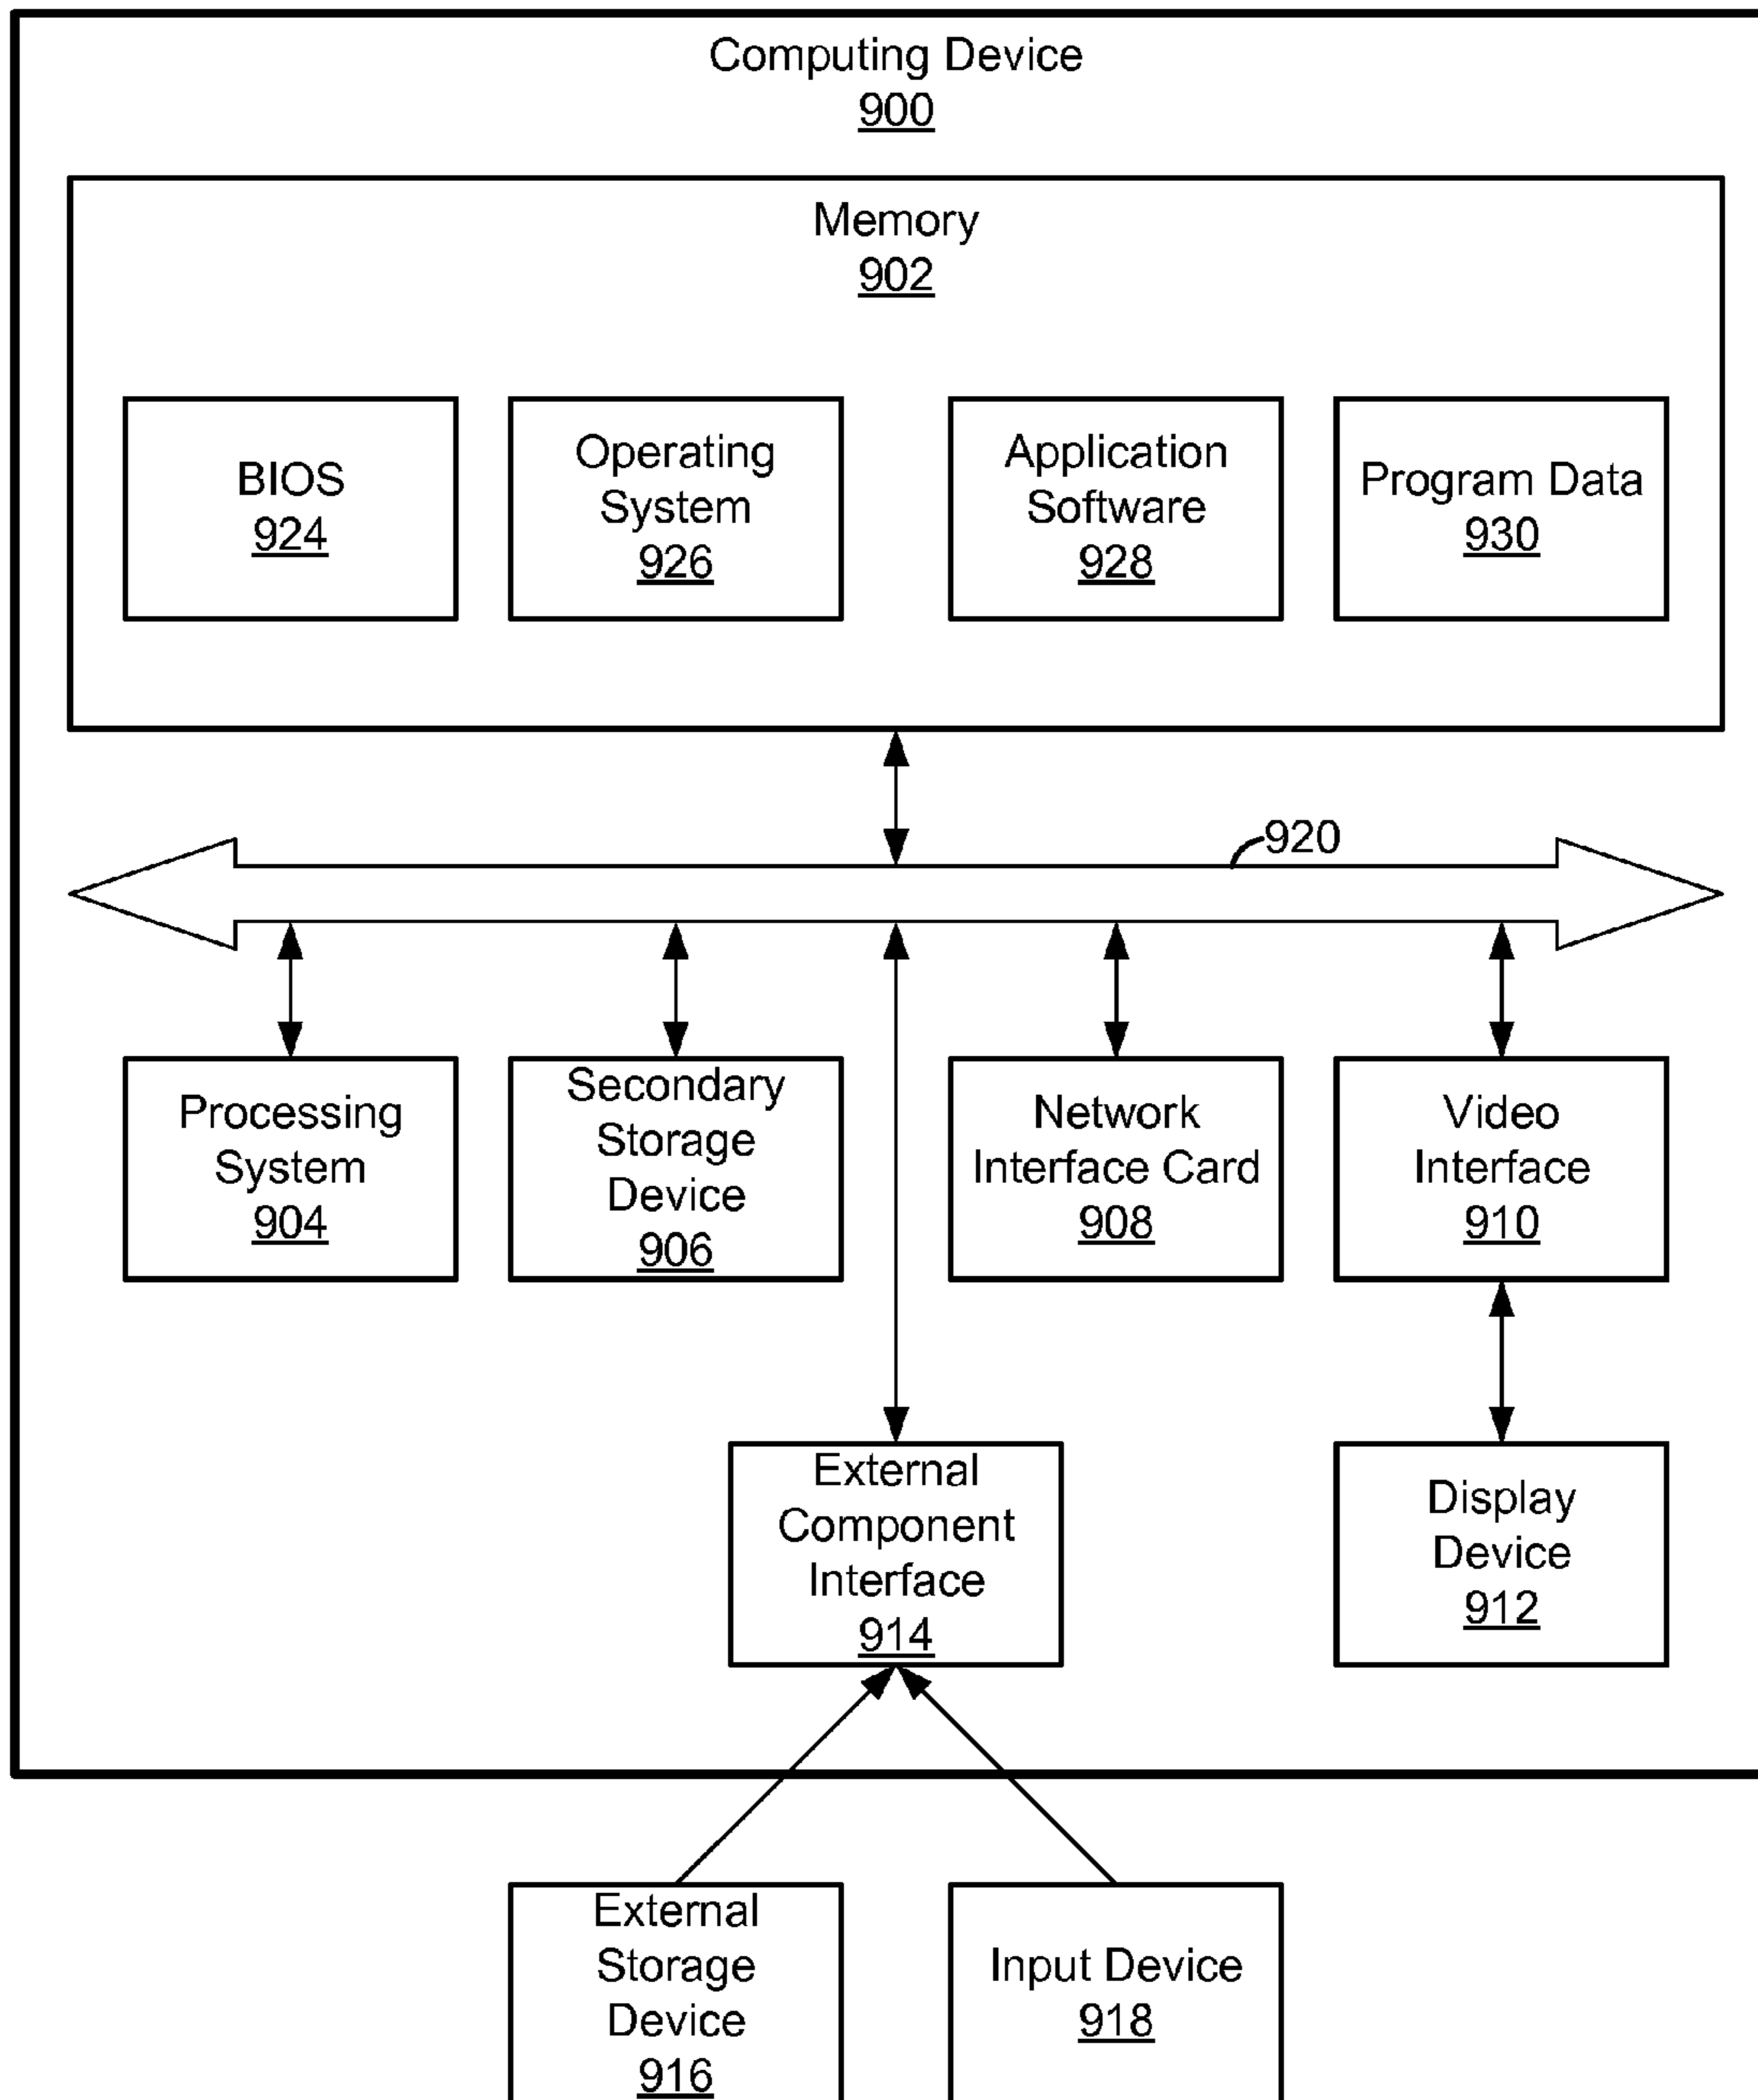 Computing Device
900
Memory
902
BIOS
924
Operating
System
926
Application
Software
928
Program Data
930
920
Processing
System
904
Secondary
Storage
Device
906
Network
Interface Card
908
Video
Interface
910
External
Component
Interface
914
Display
Device
912
External
Storage
Device
916
Input Device
918